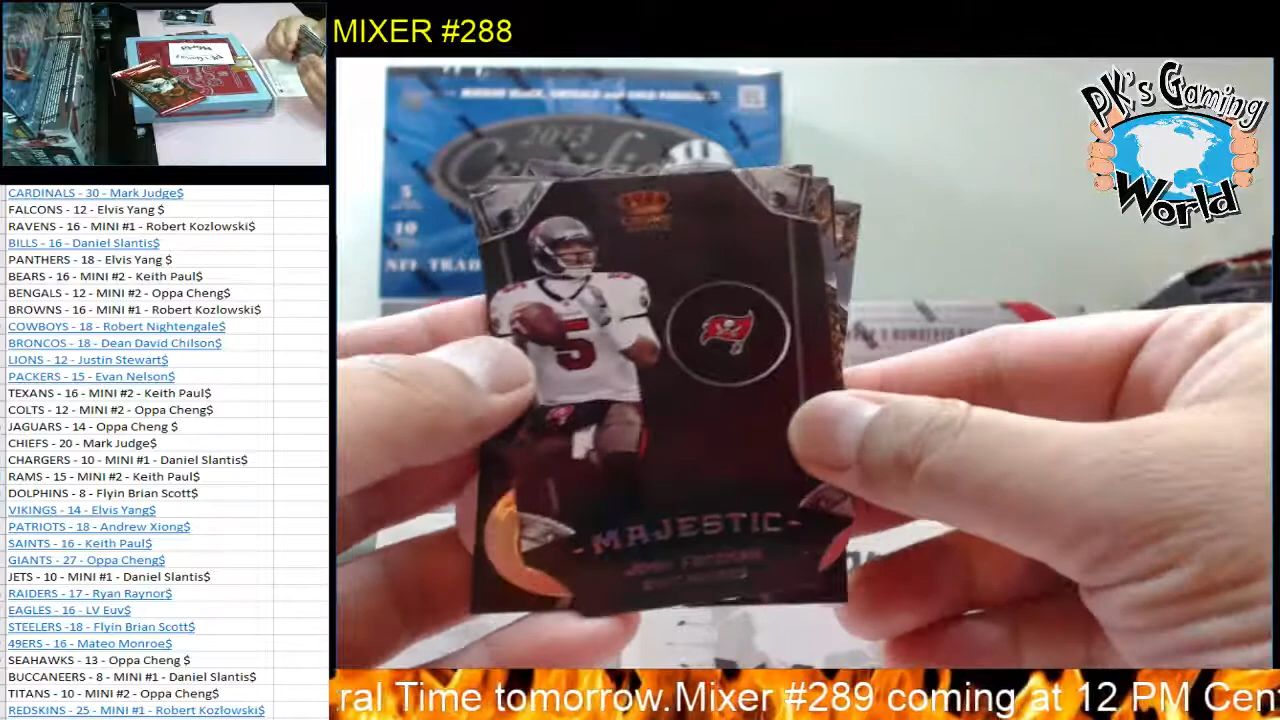 MIXER #288
PK's Gaming World
CARDINALS - 30 - Mark Judge$
FALCONS - 12 - Elvis Yang $
RAVENS - 16 - MINI #1 - Robert Kozlowski$
BILLS - 16 - Daniel Slantis$
PANTHERS - 18 - Elvis Yang $
BEARS - 16 - MINI #2 - Keith Paul$
BENGALS - 12 - MINI #2 - Oppa Cheng$
BROWNS - 16 - MINI #1 - Robert Kozlowski$
COWBOYS - 18 - Robert Nightengale$
BRONCOS - 18 - Dean David Chilson$
LIONS - 12 - Justin Stewart$
PACKERS - 15 - Evan Nelson$
TEXANS - 16 - MINI #2 - Keith Paul$
COLTS - 12 - MINI #2 - Oppa Cheng$
JAGUARS - 14 - Oppa Cheng $
CHIEFS - 20 - Mark Judge$
CHARGERS - 10 - MINI #1 - Daniel Slantis$
RAMS - 15 - MINI #2 - Keith Paul$
DOLPHINS - 8 - Flyin Brian Scott$
VIKINGS - 14 - Elvis Yang$
PATRIOTS - 18 - Andrew Xiong$
SAINTS - 16 - Keith Paul$
GIANTS - 27 - Oppa Cheng$
JETS - 10 - MINI #1 - Daniel Slantis$
RAIDERS - 17 - Ryan Raynor$
EAGLES - 16 - LV Euv$
STEELERS -18 - Flyin Brian Scott$
49ERS - 16 - Mateo Monroe$
SEAHAWKS - 13 - Oppa Cheng $
BUCCANEERS - 8 - MINI #1 - Daniel Slantis$
TITANS - 10 - MINI #2 - Oppa Cheng$
REDSKINS - 25 - MINI #1 - Robert Kozlowski$
2013
5
10
NFL TRAD
5
-MAJESTIC-
JOSH FREEMAN
ral Time tomorrow.Mixer #289 coming at 12 PM Cen